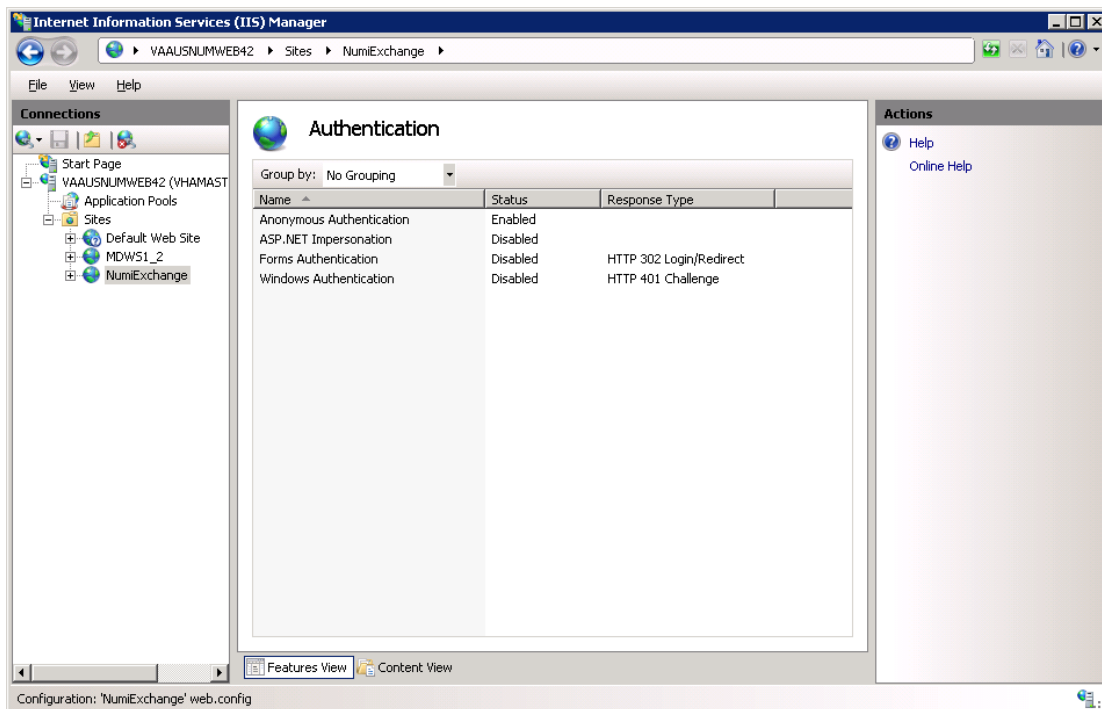 Internet Information Services (IIS) Manager
VAAUSNUMWEB42 Sites NumiExchange
File View Help
Connections
Start Page
VAAUSNUMWEB42 (VHAMAST
Application Pools
Sites
Default Web Site
MDWS1_2
NumiExchange
Authentication
Group by: No Grouping
Name Status Response Type
Anonymous Authentication Enabled
ASP.NET Impersonation Disabled
Forms Authentication Disabled HTTP 302 Login/Redirect
Windows Authentication Disabled HTTP 401 Challenge
Features View Content View
Actions
Help
Online Help
Configuration: 'NumiExchange' web.config